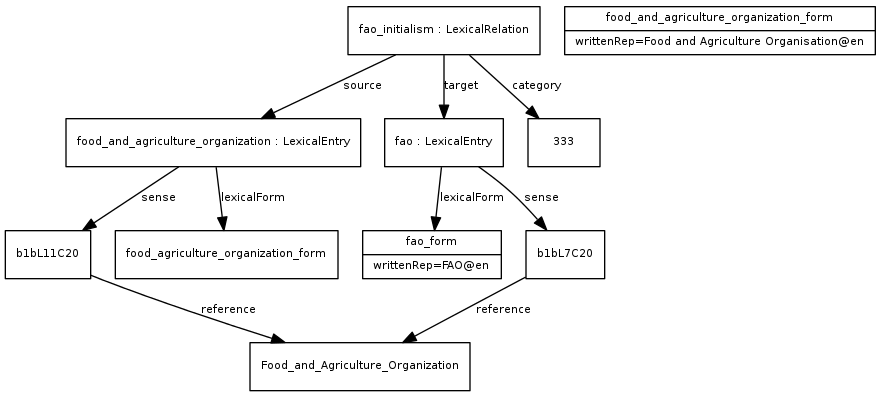 fao_initialism : LexicalRelation
food_and_agriculture_organization_form
writtenRep=Food and Agriculture Organisation@en
source
target
category
food_and_agriculture_organization : LexicalEntry
fao : LexicalEntry
333
sense
lexicalForm
lexicalForm
sense
b1bL11C20
food_agriculture_organization_form
fao_form
writtenRep=FAO@en
b1bL7C20
reference
reference
Food_and_Agriculture_Organization